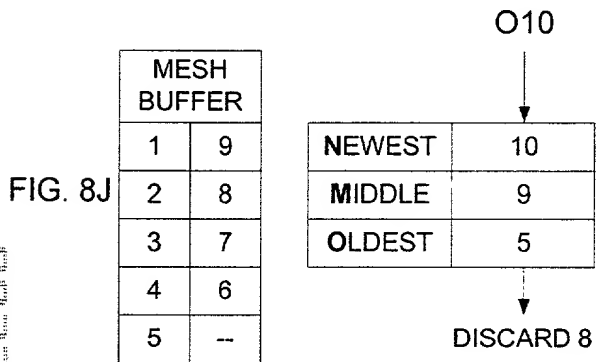 O10
MESH BUFFER
1 9
2 8
3 7
4 6
5 --
FIG. 8J
NEWEST 10
MIDDLE 9
OLDEST 5
DISCARD 8